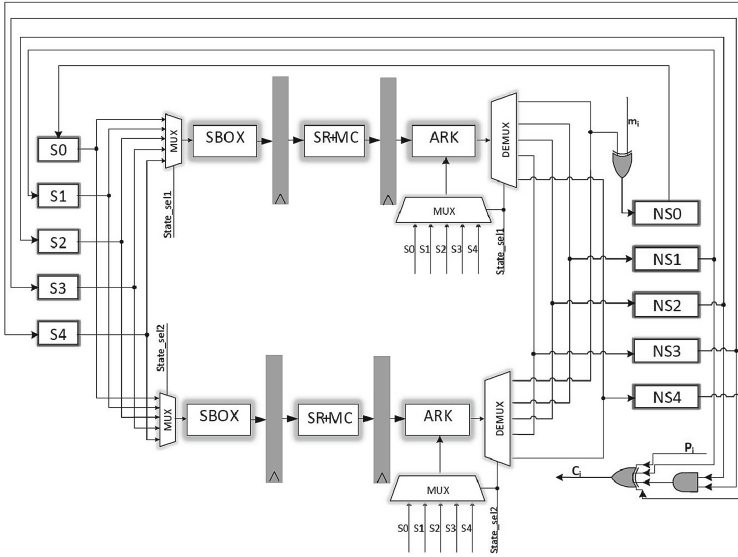 S0
S1
S2
S3
S4
MUX
State_sel1
SBOX
SR+MC
ARK
MUX
S0 S1 S2 S3 S4
State_sel1
DEMUX
mi
NS0
NS1
NS2
NS3
NS4
State_sel2
MUX
SBOX
SR+MC
ARK
MUX
S0 S1 S2 S3 S4
State_sel2
DEMUX
Pi
Ci